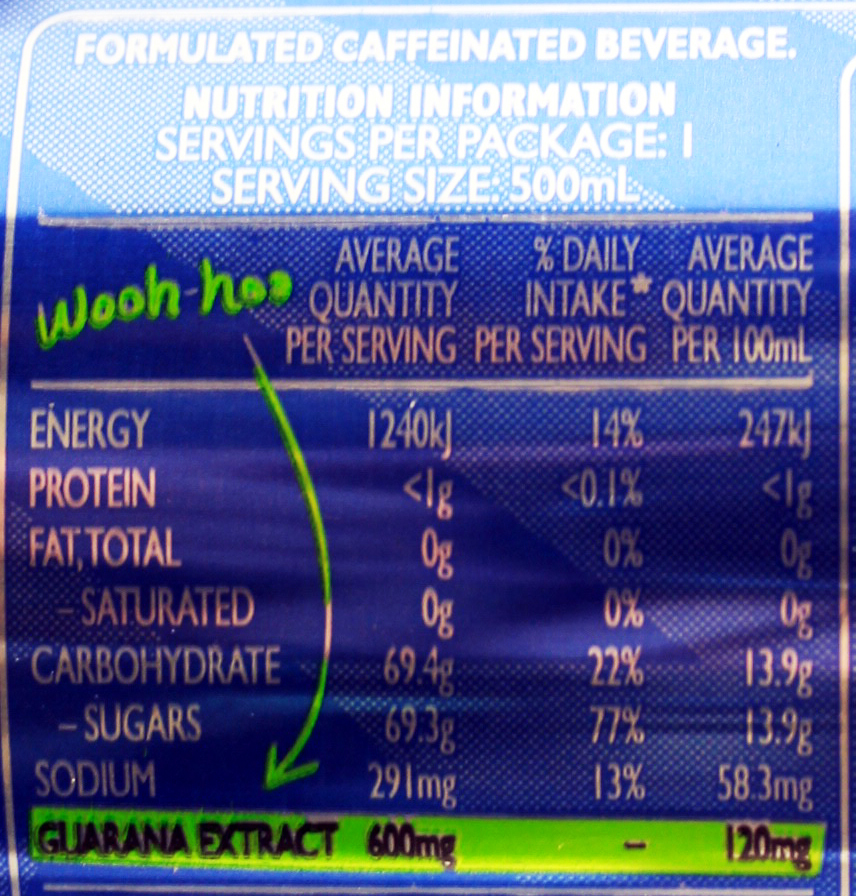 FORMULATED CAFFEINATED BEVERAGE.
NUTRITION INFORMATION
SERVINGS PER PACKAGE: 1
SERVING SIZE: 500mL
Wooh-hoo
AVERAGE % DAILY AVERAGE
QUANTITY INTAKE* QUANTITY
PER SERVING PER SERVING PER 100mL
ENERGY 1240kJ 14% 247kJ
PROTEIN <1g <0.1% <1g
FAT, TOTAL 0g 0% 0g
– SATURATED 0g 0% 0g
CARBOHYDRATE 69.4g 22% 13.9g
– SUGARS 69.3g 77% 13.9g
SODIUM 291mg 13% 58.3mg
GUARANA EXTRACT 600mg – 120mg